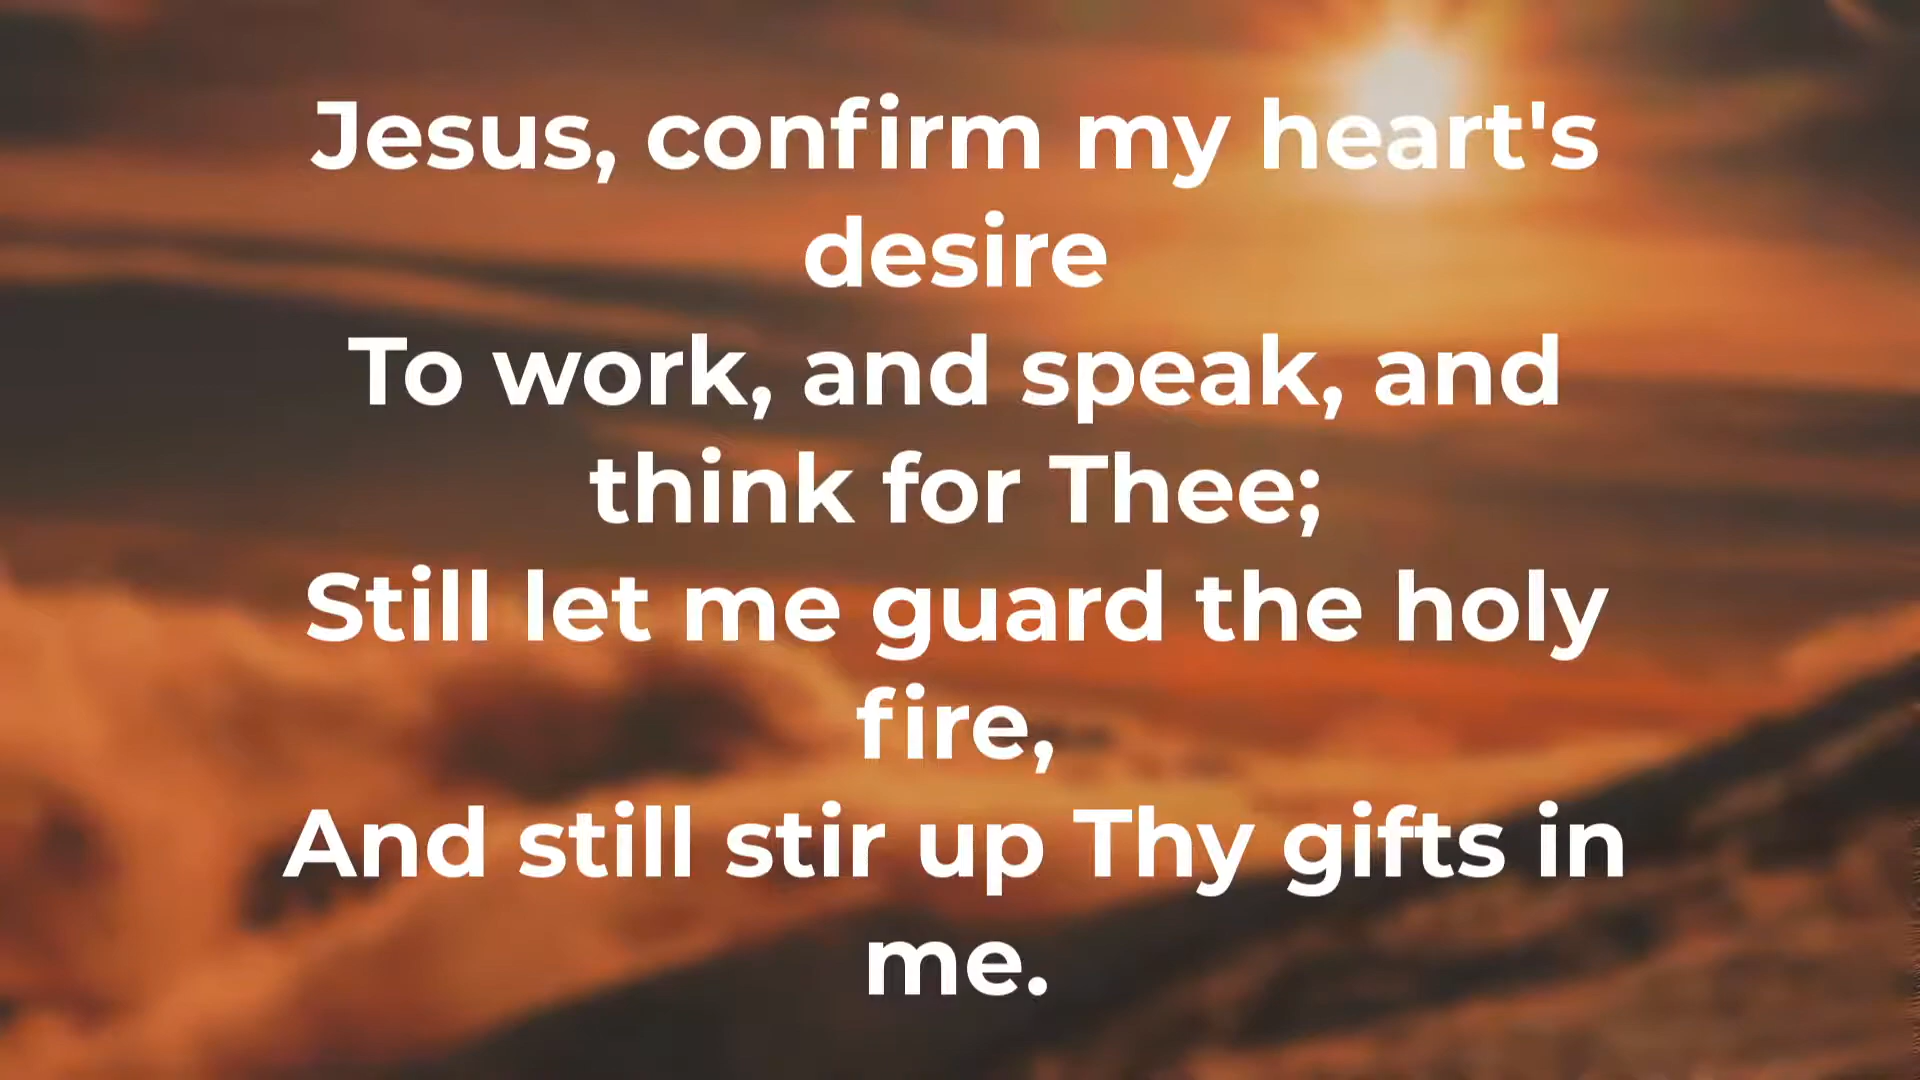 Jesus, confirm my heart's
desire
To work, and speak, and
think for Thee;
Still let me guard the holy
fire,
And still stir up Thy gifts in
me.